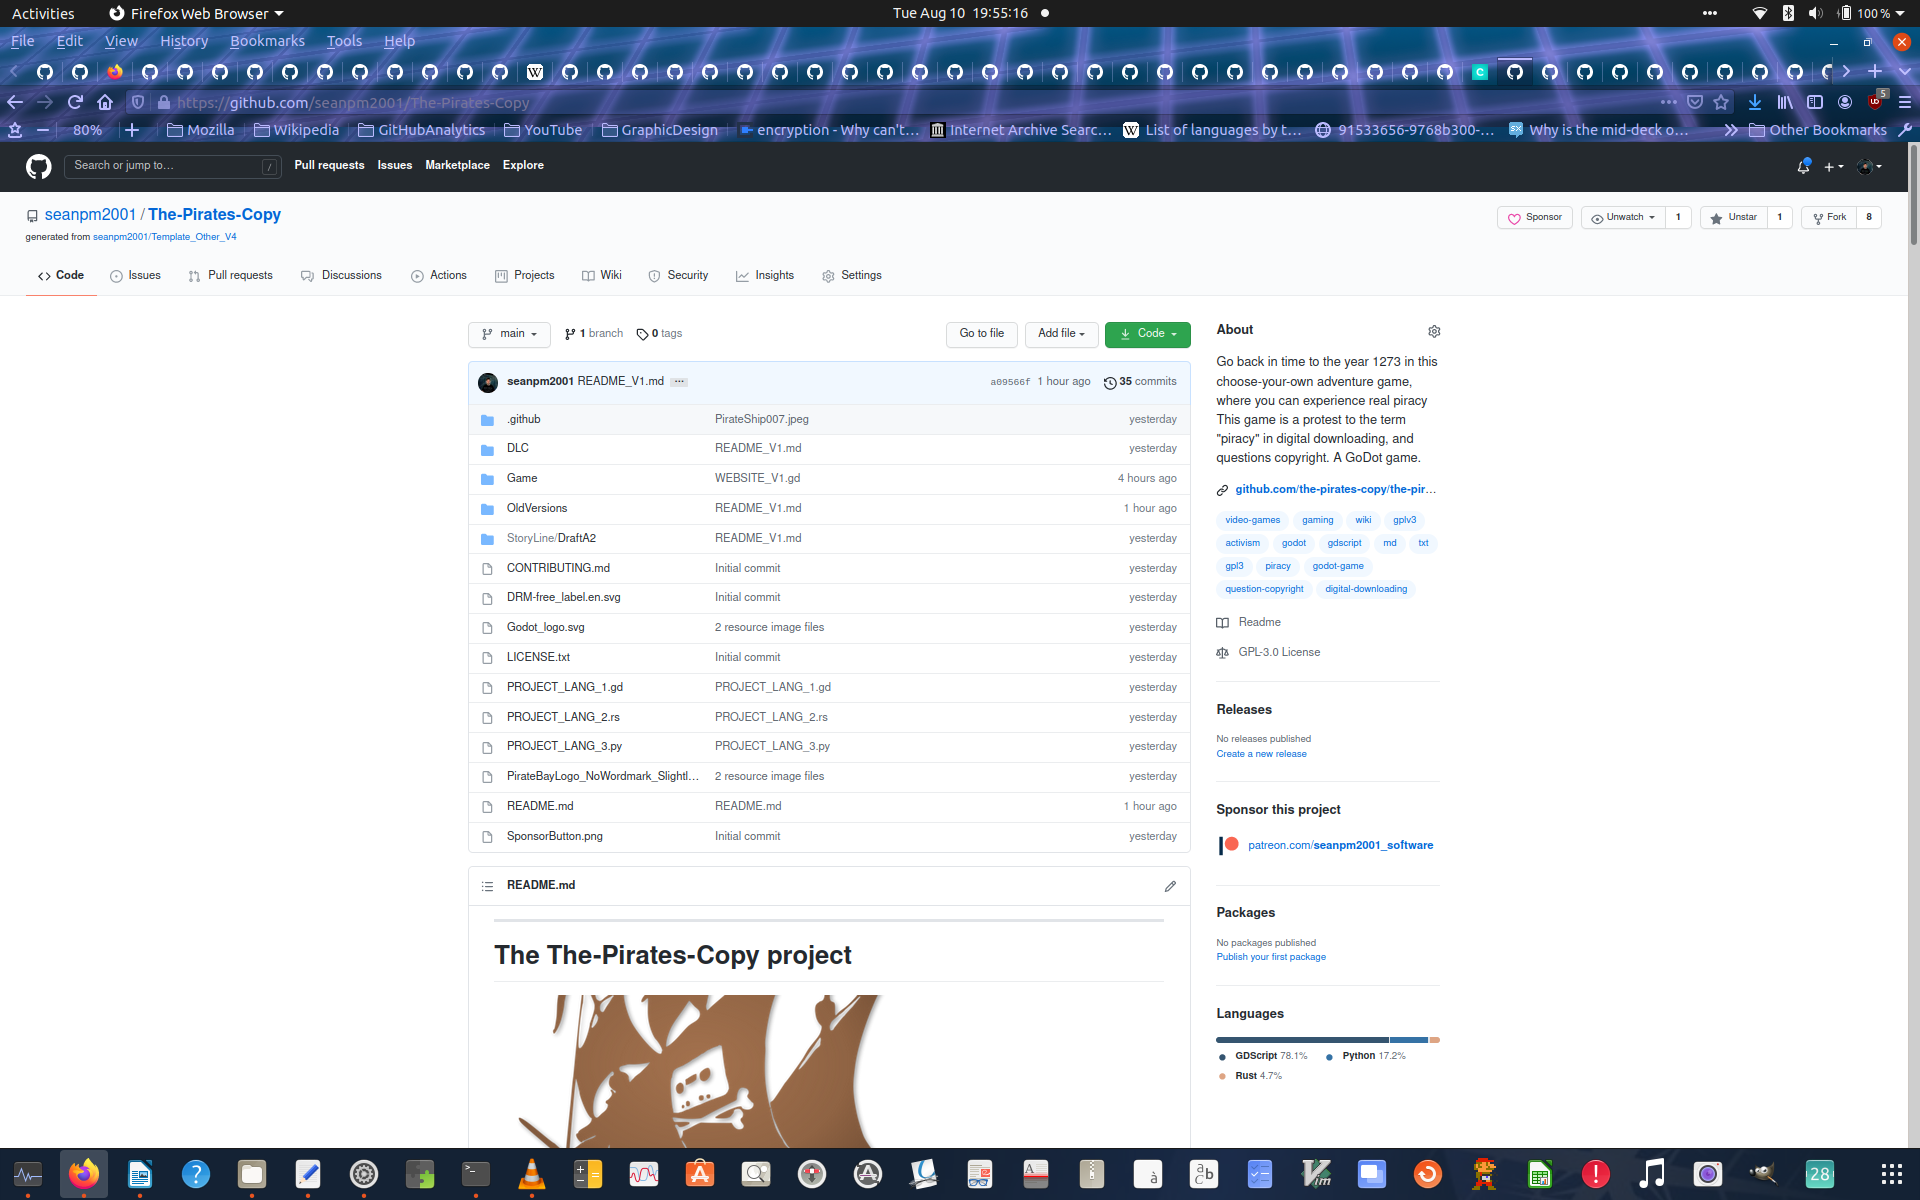 Activities Firefox Web Browser Tue Aug 10 19:55:16 100 %
File Edit View History Bookmarks Tools Help
https://github.com/seanpm2001/The-Pirates-Copy 5
80% Mozilla Wikipedia GitHubAnalytics YouTube GraphicDesign encryption - Why can't… Internet Archive Searc… List of languages by t… 91533656-9768b300-… Why is the mid-deck o… Other Bookmarks
Search or jump to… / Pull requests Issues Marketplace Explore
seanpm2001 / The-Pirates-Copy Sponsor Unwatch 1 Unstar 1 Fork 8
generated from seanpm2001/Template_Other_V4
Code Issues Pull requests Discussions Actions Projects Wiki Security Insights Settings
main 1 branch 0 tags Go to file Add file Code
seanpm2001 README_V1.md ... a09566f 1 hour ago 35 commits
.github PirateShip007.jpeg yesterday
DLC README_V1.md yesterday
Game WEBSITE_V1.gd 4 hours ago
OldVersions README_V1.md 1 hour ago
StoryLine/DraftA2 README_V1.md yesterday
CONTRIBUTING.md Initial commit yesterday
DRM-free_label.en.svg Initial commit yesterday
Godot_logo.svg 2 resource image files yesterday
LICENSE.txt Initial commit yesterday
PROJECT_LANG_1.gd PROJECT_LANG_1.gd yesterday
PROJECT_LANG_2.rs PROJECT_LANG_2.rs yesterday
PROJECT_LANG_3.py PROJECT_LANG_3.py yesterday
PirateBayLogo_NoWordmark_Slightl… 2 resource image files yesterday
README.md README.md 1 hour ago
SponsorButton.png Initial commit yesterday
README.md
The The-Pirates-Copy project
About
Go back in time to the year 1273 in this
choose-your-own adventure game,
where you can experience real piracy
This game is a protest to the term
"piracy" in digital downloading, and
questions copyright. A GoDot game.
github.com/the-pirates-copy/the-pir…
video-games gaming wiki gplv3
activism godot gdscript md txt
gpl3 piracy godot-game
question-copyright digital-downloading
Readme
GPL-3.0 License
Releases
No releases published
Create a new release
Sponsor this project
patreon.com/seanpm2001_software
Packages
No packages published
Publish your first package
Languages
GDScript 78.1% Python 17.2%
Rust 4.7%
28